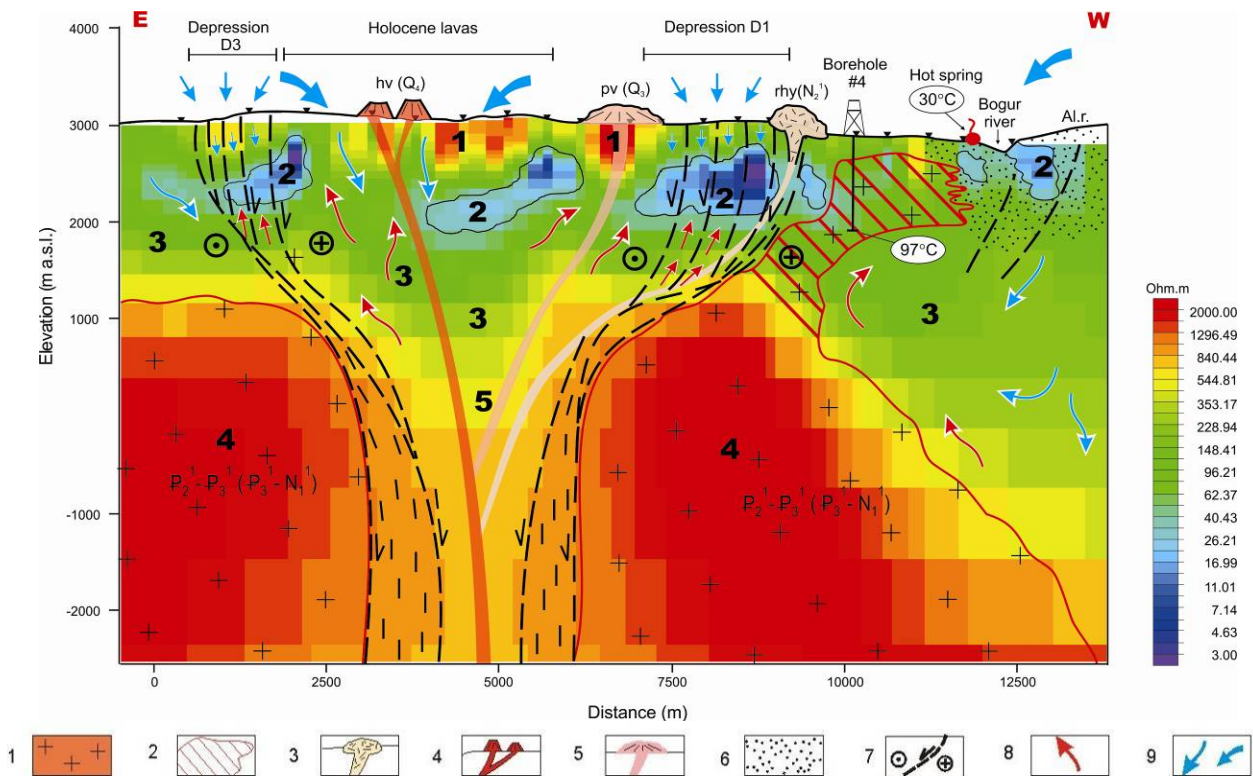 E
W
4000
3000
2000
1000
-1000
-2000
Elevation (m a.s.l.)
Depression
D3
Holocene lavas
Depression D1
hv (Q₄)
pv (Q₃)
rhy(N₂¹)
Borehole
#4
Hot spring
30°C
Bogur
river
Al.r.
1
1
2
2
2
2
97°C
3
3
3
3
5
4
4
P₂¹-P₃¹(P₃¹-N₁¹)
P₂¹-P₃¹(P₃¹-N₁¹)
0
2500
5000
7500
10000
12500
Distance (m)
Ohm.m
2000.00
1296.49
840.44
544.81
353.17
228.94
148.41
96.21
62.37
40.43
26.21
16.99
11.01
7.14
4.63
3.00
1
2
3
4
5
6
7
8
9